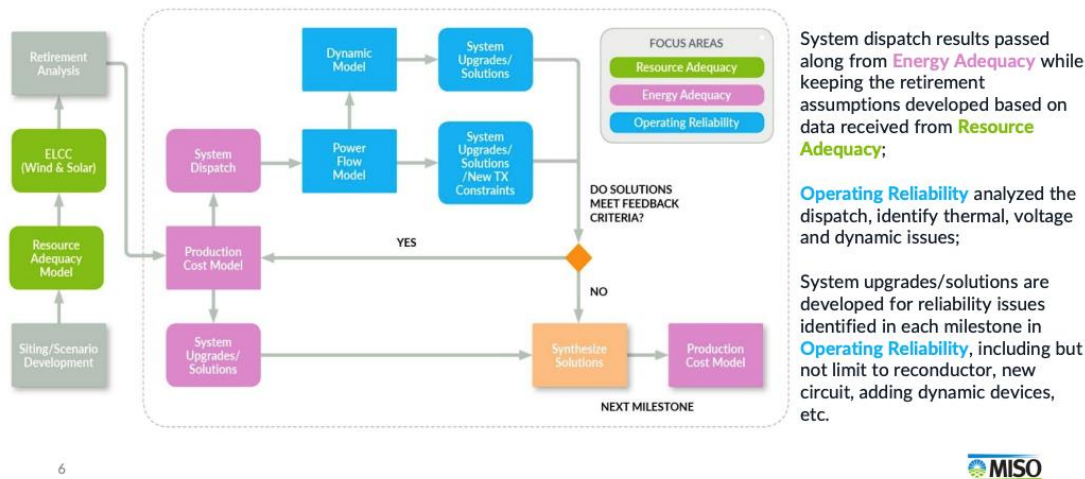 Retirement
Analysis
ELCC
(Wind & Solar)
Resource
Adequacy
Model
Siting/Scenario
Development
System
Dispatch
Production
Cost Model
System
Upgrades/
Solutions
Dynamic
Model
Power
Flow
Model
System
Upgrades/
Solutions
System
Upgrades/
Solutions
/New TX
Constraints
FOCUS AREAS
Resource Adequacy
Energy Adequacy
Operating Reliability
DO SOLUTIONS
MEET FEEDBACK
CRITERIA?
YES
NO
Synthesize
Solutions
Production
Cost Model
NEXT MILESTONE
System dispatch results passed
along from Energy Adequacy while
keeping the retirement
assumptions developed based on
data received from Resource
Adequacy;
Operating Reliability analyzed the
dispatch, identify thermal, voltage
and dynamic issues;
System upgrades/solutions are
developed for reliability issues
identified in each milestone in
Operating Reliability, including but
not limit to reconductor, new
circuit, adding dynamic devices,
etc.
6
MISO